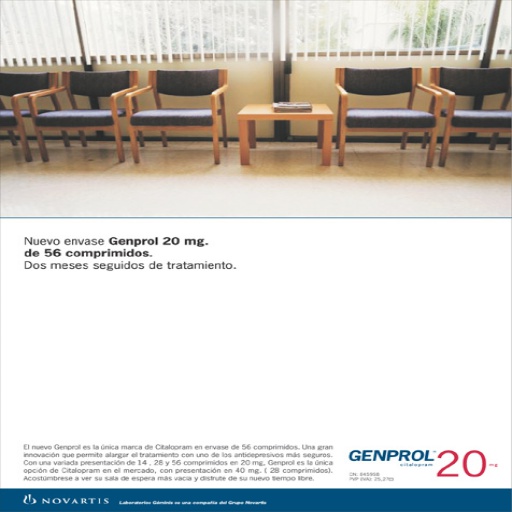 Nuevo envase Genprol 20 mg.
de 56 comprimidos.
Dos meses seguidos de tratamiento.
El nuevo Genprol es la única marca de Citalopram en envase de 56 comprimidos. Una gran
innovación que permite alargar el tratamiento con uno de los antidepresivos más seguros.
Con una variada presentación de 14 , 28 y 56 comprimidos en 20 mg, Genprol es la única
opción de Citalopram en el mercado, con presentación en 40 mg. ( 28 comprimidos).
Acostúmbrese a ver su sala de espera más vacía y disfrute de su nuevo tiempo libre.
GENPROL 20 mg
citalopram
NOVARTIS Laboratorios Géminis es una compañía del Grupo Novartis